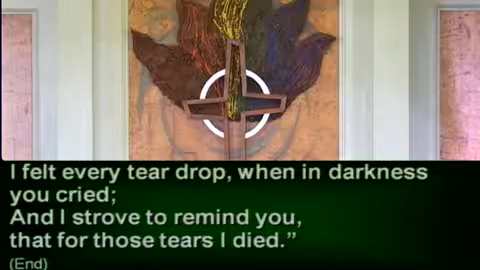 I felt every tear drop, when in darkness
you cried;
And I strove to remind you,
that for those tears I died.”
(End)